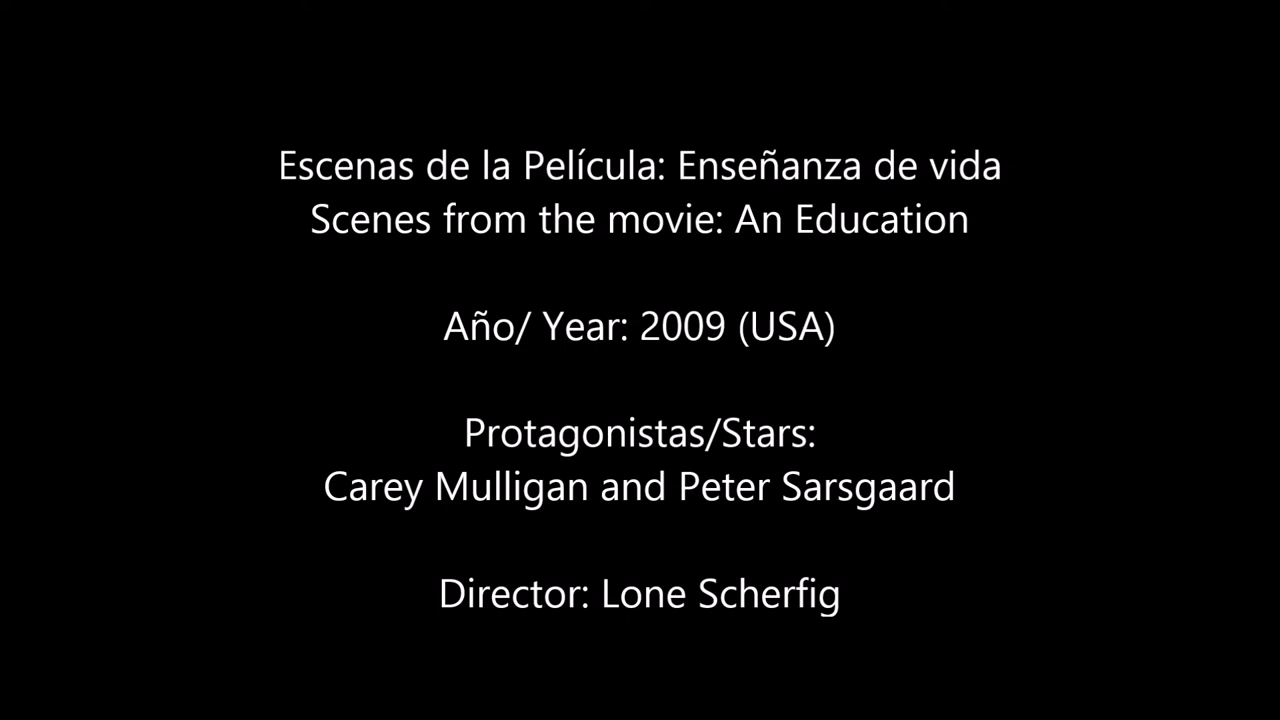 Escenas de la Película: Enseñanza de vida
Scenes from the movie: An Education
Año/ Year: 2009 (USA)
Protagonistas/Stars:
Carey Mulligan and Peter Sarsgaard
Director: Lone Scherfig